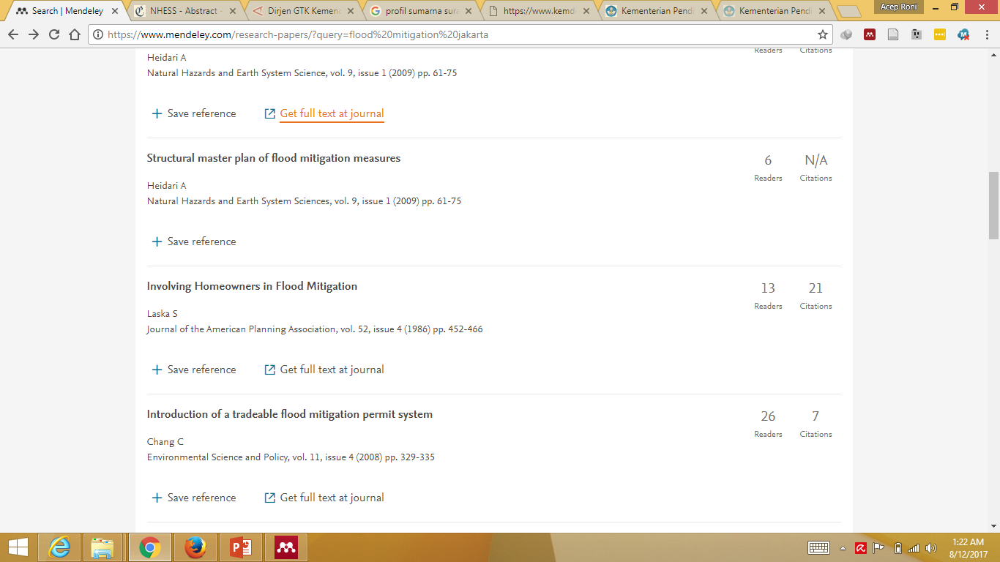 Search | Mendeley
NHESS - Abstract -
Dirjen GTK Kemen
profil sumarna sura
https://www.kemd
Kementerian Pendi
Kementerian Pendi
Acep Roni
https://www.mendeley.com/research-papers/?query=flood%20mitigation%20jakarta
Readers Citations
Heidari A
Natural Hazards and Earth System Science, vol. 9, issue 1 (2009) pp. 61-75
Save reference Get full text at journal
Structural master plan of flood mitigation measures
6 N/A
Readers Citations
Heidari A
Natural Hazards and Earth System Sciences, vol. 9, issue 1 (2009) pp. 61-75
Save reference
Involving Homeowners in Flood Mitigation
13 21
Readers Citations
Laska S
Journal of the American Planning Association, vol. 52, issue 4 (1986) pp. 452-466
Save reference Get full text at journal
Introduction of a tradeable flood mitigation permit system
26 7
Readers Citations
Chang C
Environmental Science and Policy, vol. 11, issue 4 (2008) pp. 329-335
Save reference Get full text at journal
1:22 AM
8/12/2017